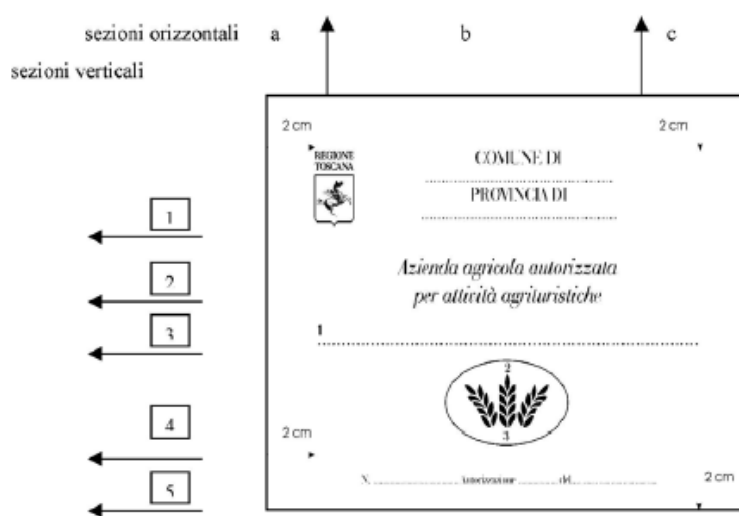 sezioni orizzontali a b c
sezioni verticali
2 cm 2 cm
REGIONE
TOSCANA
COMUNE DI
PROVINCIA DI
1
2
3
4
5
Azienda agricola autorizzata
per attività agrituristiche
1
2
3
2 cm
N. Autorizzazione del
2 cm